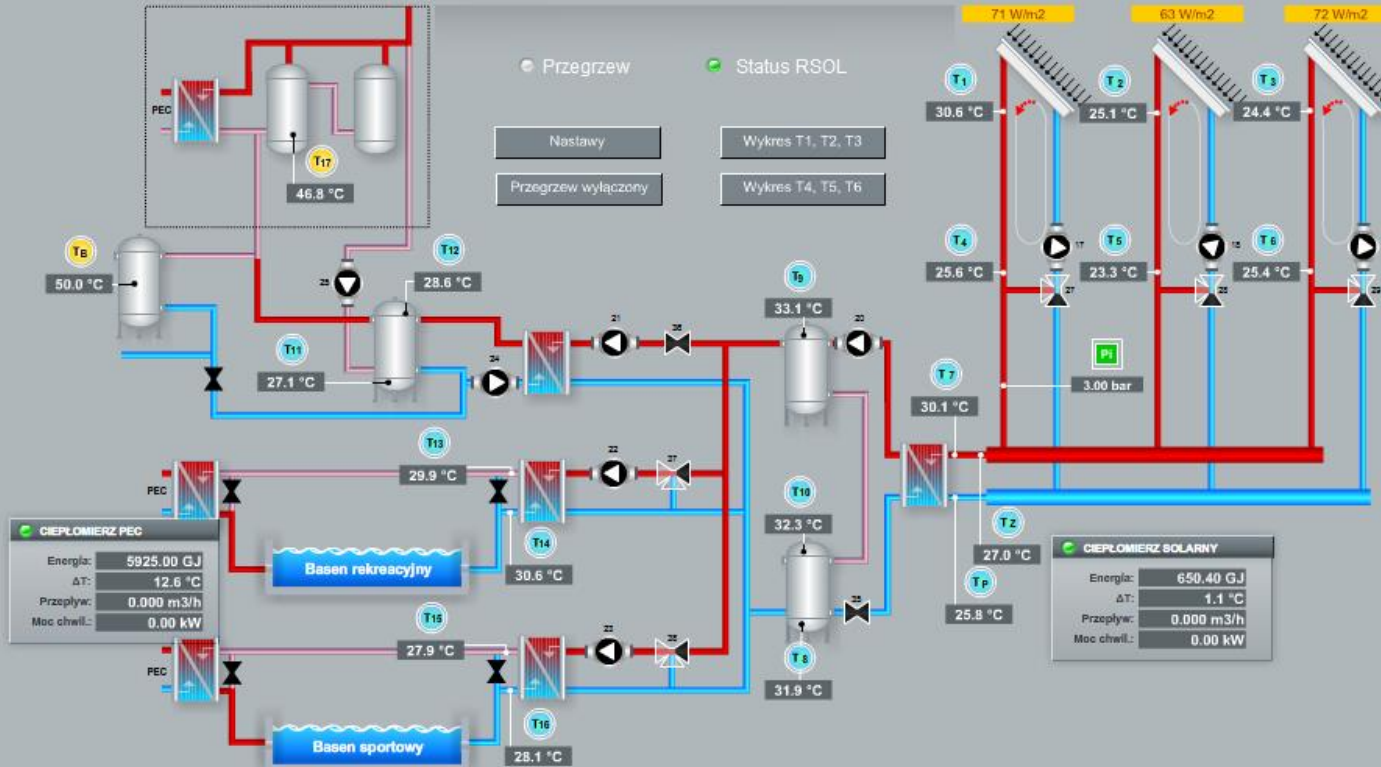 71 W/m2
63 W/m2
72 W/m2
Przegrzew
Status RSOL
Nastawy
Wykres T1, T2, T3
Przegrzew wyłączony
Wykres T4, T5, T6
PEC
T17
46.8 °C
T1
30.6 °C
T2
25.1 °C
T3
24.4 °C
TB
50.0 °C
T12
28.6 °C
T4
25.6 °C
17
T5
23.3 °C
18
T6
25.4 °C
27
29
T9
33.1 °C
21
20
T11
27.1 °C
24
Pi
3.00 bar
T7
30.1 °C
T13
29.9 °C
22
37
PEC
T10
32.3 °C
T14
30.6 °C
Basen rekreacyjny
TZ
27.0 °C
TP
25.8 °C
CIEPŁOMIERZ PEC
Energia: 5925.00 GJ
ΔT: 12.6 °C
Przepływ: 0.000 m3/h
Moc chwil.: 0.00 kW
CIEPŁOMIERZ SOLARNY
Energia: 650.40 GJ
ΔT: 1.1 °C
Przepływ: 0.000 m3/h
Moc chwil.: 0.00 kW
T15
27.9 °C
PEC
T8
31.9 °C
T16
28.1 °C
Basen sportowy